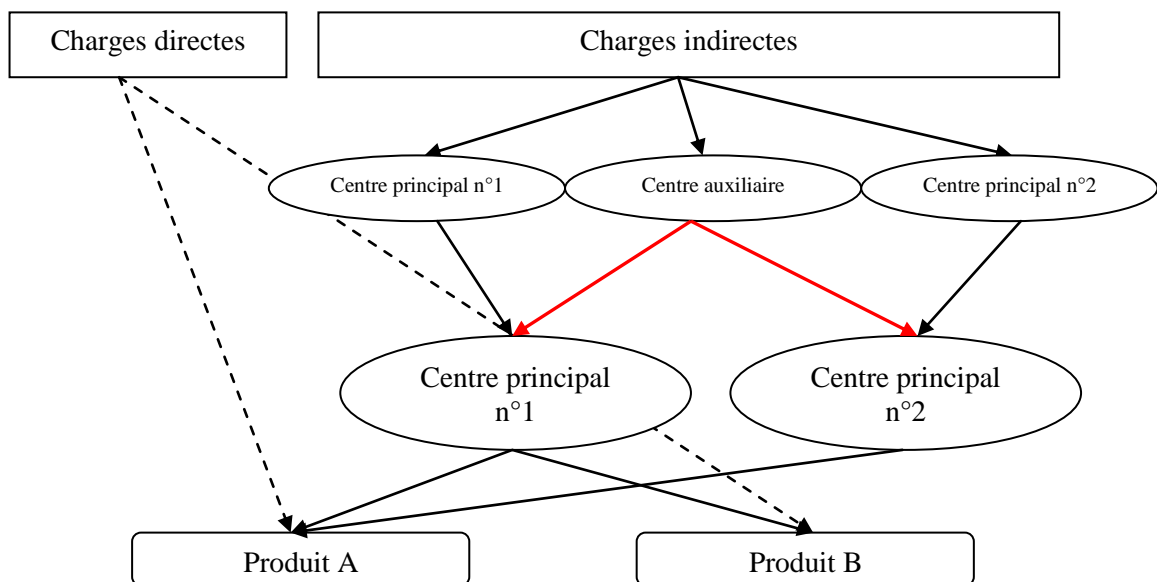 Charges directes
Charges indirectes
Centre principal n°1
Centre auxiliaire
Centre principal n°2
Centre principal
n°1
Centre principal
n°2
Produit A
Produit B